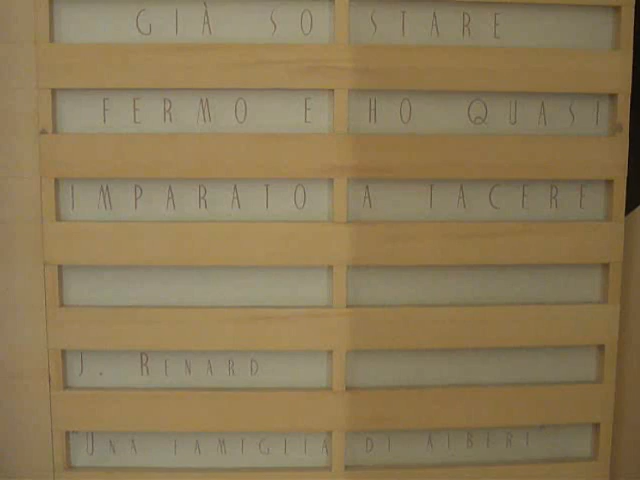 GIÀ SO STARE
FERMO E HO QUASI
IMPARATO A TACERE
J. RENARD
"UNA FAMIGLIA DI ALBERI"